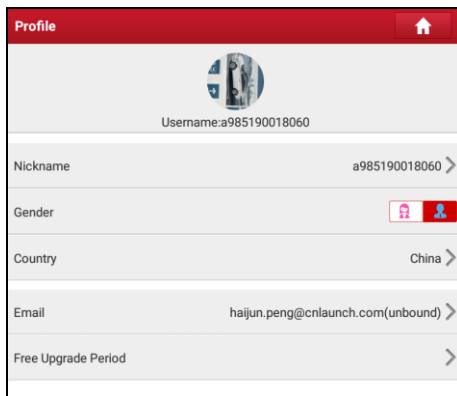 Profile
Username:a985190018060
Nickname a985190018060
Gender
Country China
Email haijun.peng@cnlaunch.com(unbound)
Free Upgrade Period